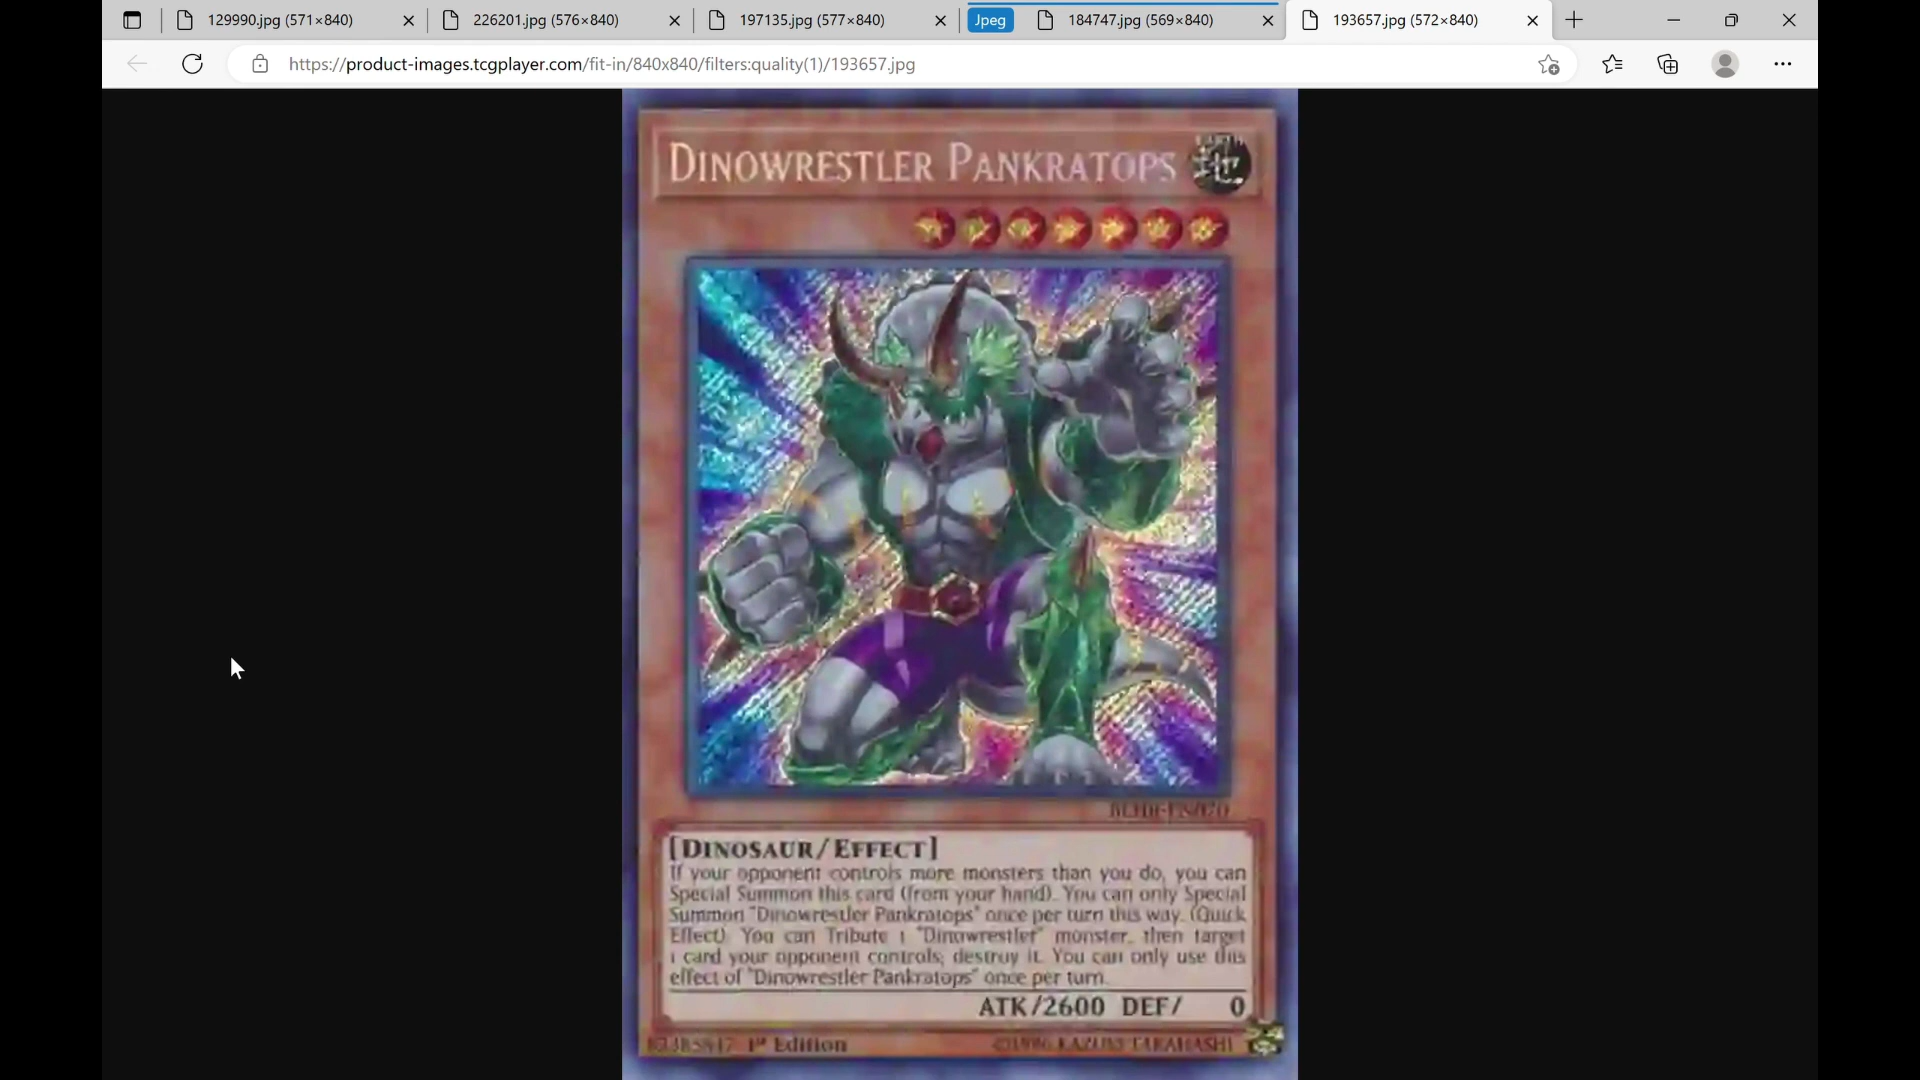 129990.jpg (571×840)
226201.jpg (576×840)
197135.jpg (577×840)
Jpeg
184747.jpg (569×840)
193657.jpg (572×840)
https://product-images.tcgplayer.com/fit-in/840x840/filters:quality(1)/193657.jpg
DINOWRESTLER PANKRATOPS
EARTH
地
[DINOSAUR/EFFECT]
If your opponent controls more monsters than you do, you can
Special Summon this card (from your hand). You can only Special
Summon "Dinowrestler Pankratops" once per turn this way. (Quick
Effect): You can Tribute 1 "Dinowrestler" monster, then target
1 card your opponent controls; destroy it. You can only use this
effect of "Dinowrestler Pankratops" once per turn.
ATK/2600 DEF/ 0
1st Edition
©1996 KAZUKI TAKAHASHI